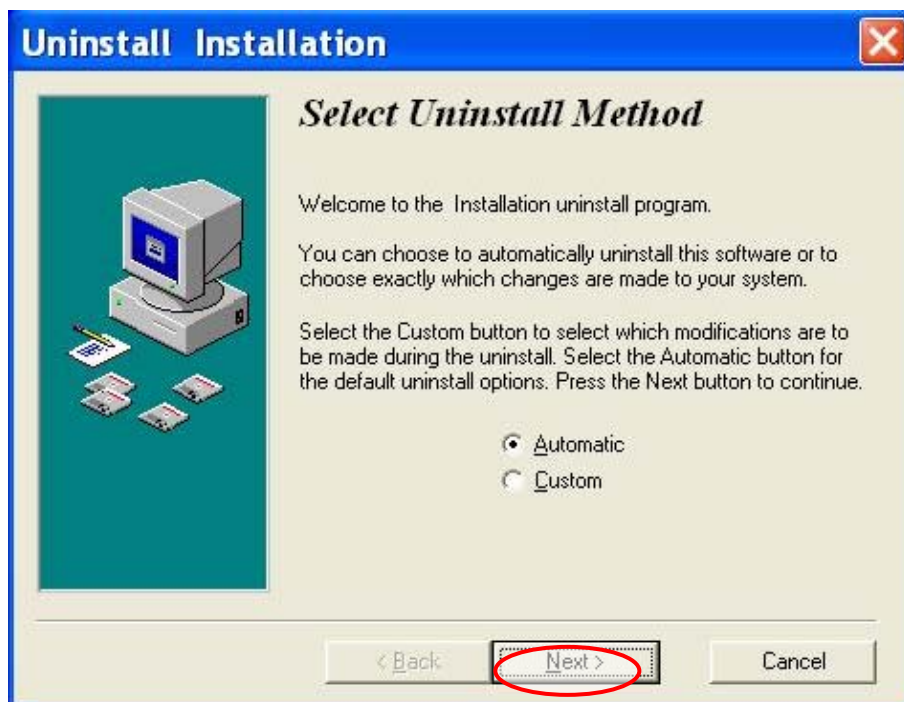 Uninstall Installation
Select Uninstall Method
Welcome to the Installation uninstall program.
You can choose to automatically uninstall this software or to
choose exactly which changes are made to your system.
Select the Custom button to select which modifications are to
be made during the uninstall. Select the Automatic button for
the default uninstall options. Press the Next button to continue.
Automatic
Custom
< Back
Next >
Cancel